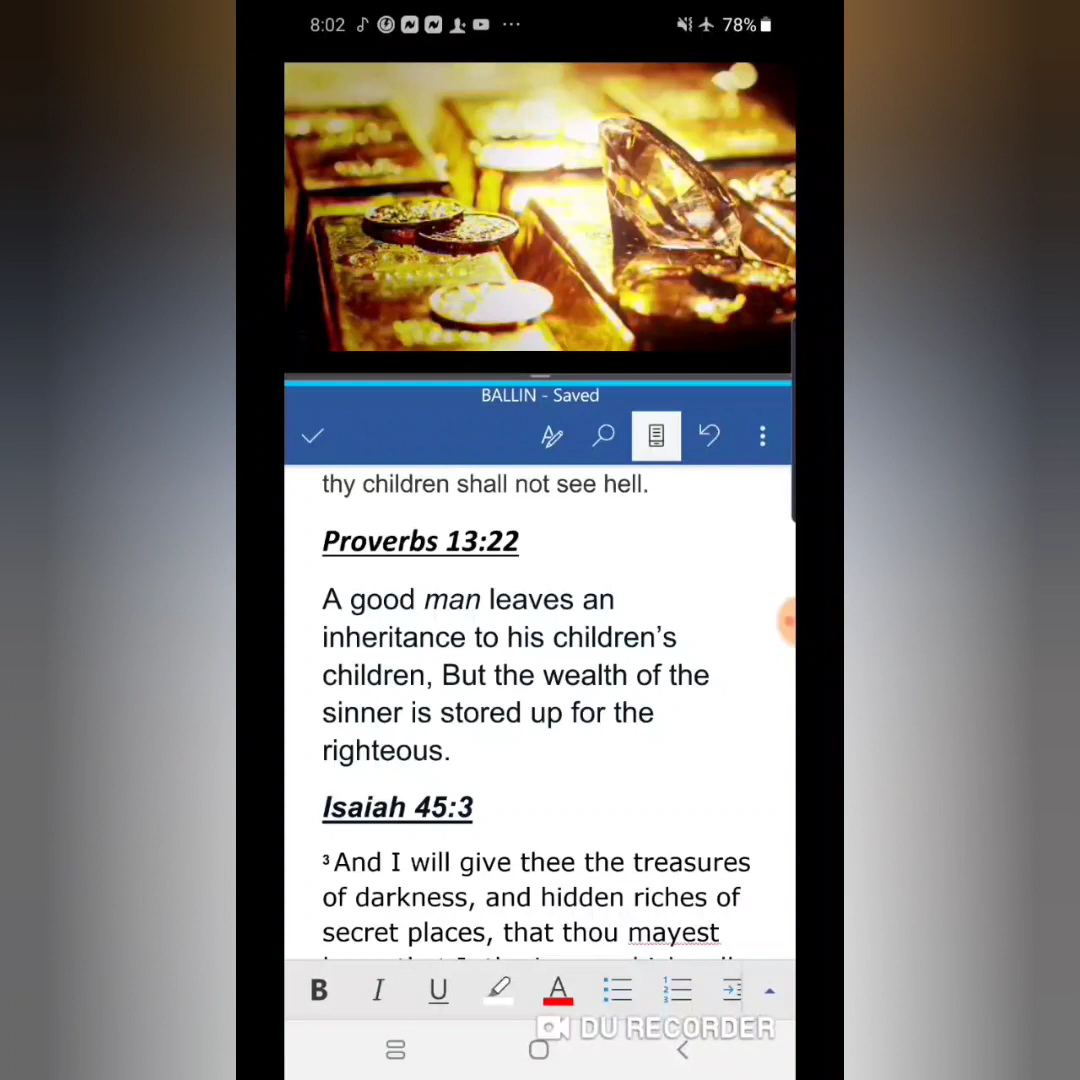 8:02
78%
BALLIN - Saved
thy children shall not see hell.
Proverbs 13:22
A good man leaves an
inheritance to his children’s
children, But the wealth of the
sinner is stored up for the
righteous.
Isaiah 45:3
3 And I will give thee the treasures
of darkness, and hidden riches of
secret places, that thou mayest
B I U A
DU RECORDER